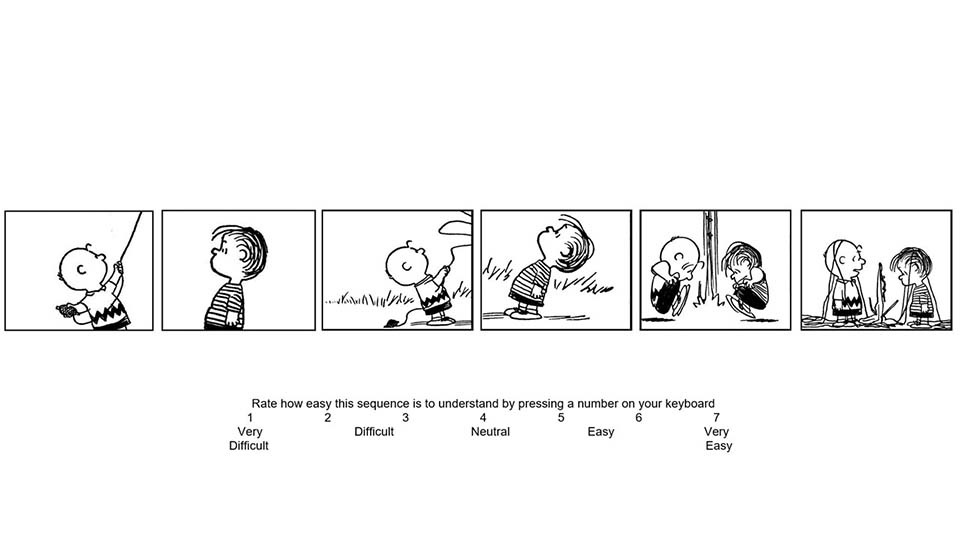 Rate how easy this sequence is to understand by pressing a number on your keyboard
1 2 3 4 5 6 7
Very Difficult Neutral Easy Very
Difficult Easy